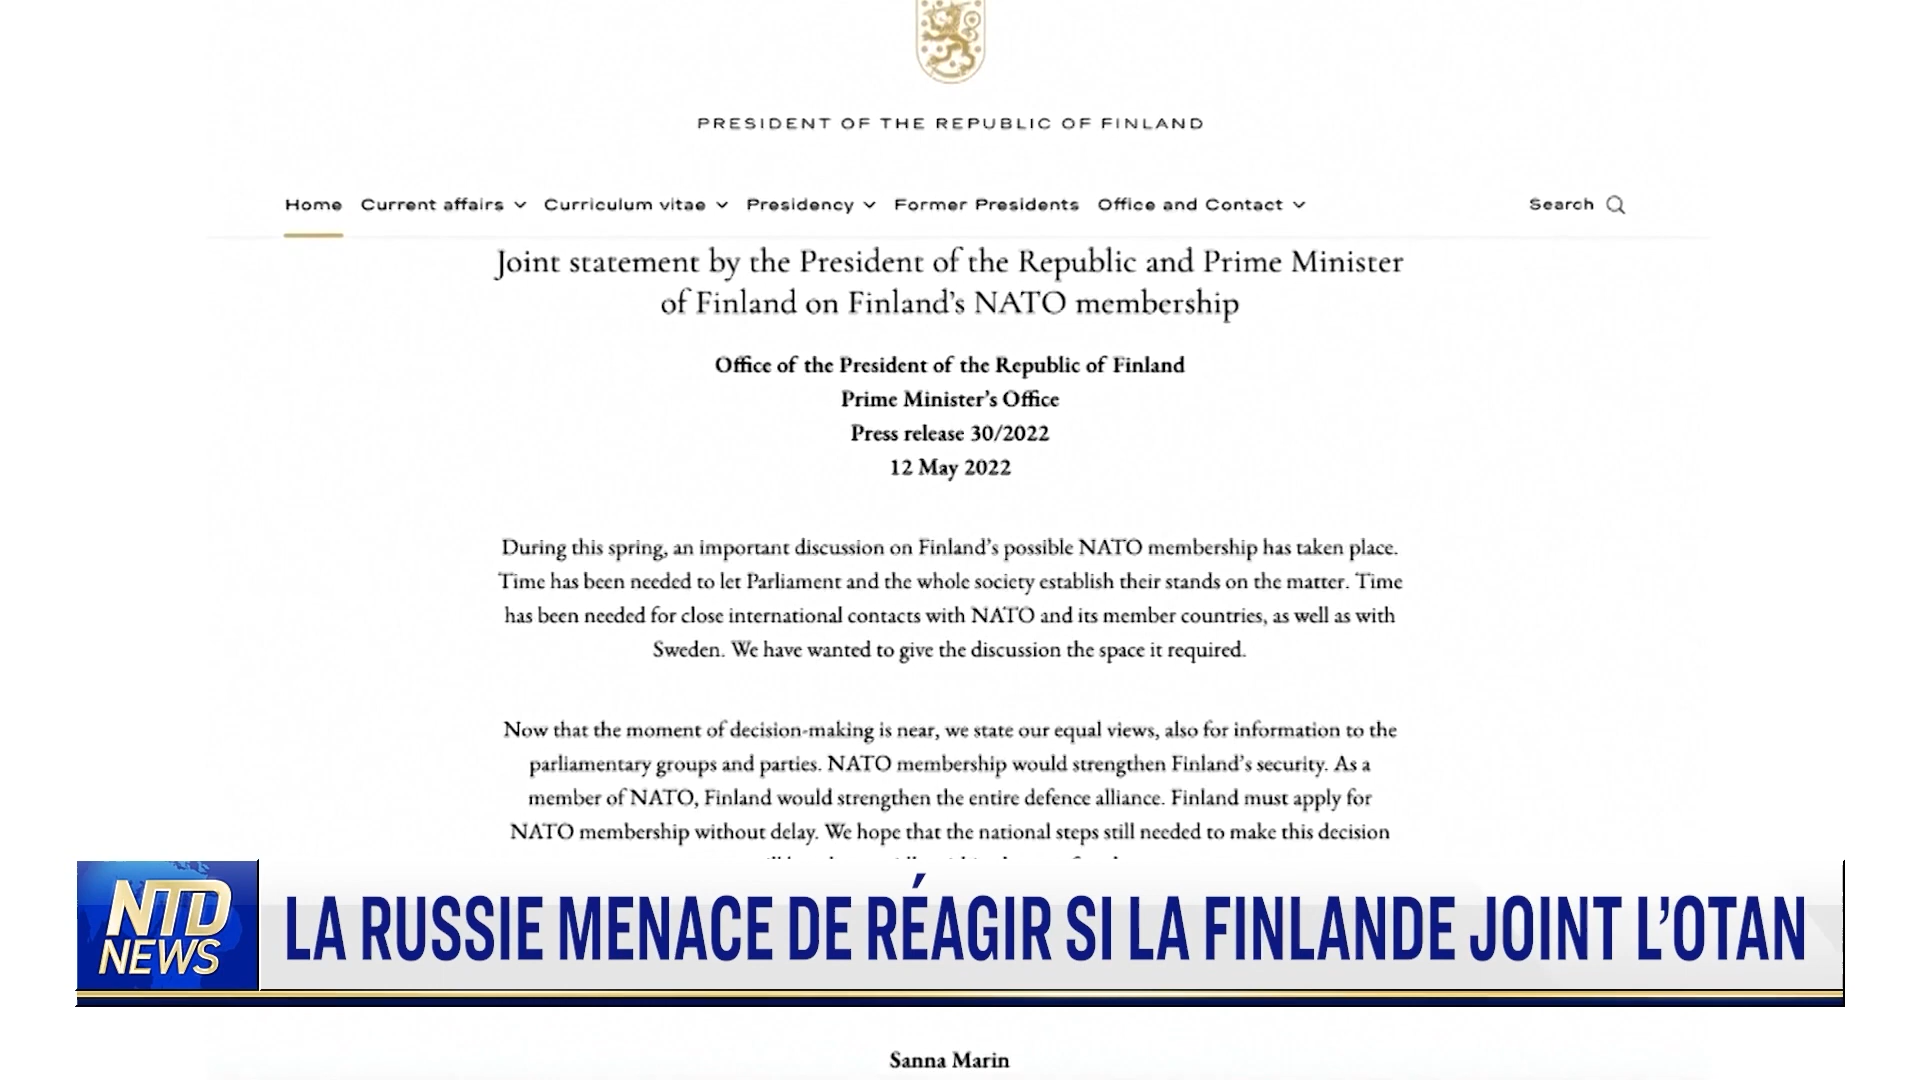 PRESIDENT OF THE REPUBLIC OF FINLAND
Home Current affairs Curriculum vitae Presidency Former Presidents Office and Contact Search
Joint statement by the President of the Republic and Prime Minister
of Finland on Finland’s NATO membership
Office of the President of the Republic of Finland
Prime Minister’s Office
Press release 30/2022
12 May 2022
During this spring, an important discussion on Finland’s possible NATO membership has taken place.
Time has been needed to let Parliament and the whole society establish their stands on the matter. Time
has been needed for close international contacts with NATO and its member countries, as well as with
Sweden. We have wanted to give the discussion the space it required.
Now that the moment of decision-making is near, we state our equal views, also for information to the
parliamentary groups and parties. NATO membership would strengthen Finland’s security. As a
member of NATO, Finland would strengthen the entire defence alliance. Finland must apply for
NATO membership without delay. We hope that the national steps still needed to make this decision
NTD
NEWS
LA RUSSIE MENACE DE RÉAGIR SI LA FINLANDE JOINT L’OTAN
Sanna Marin